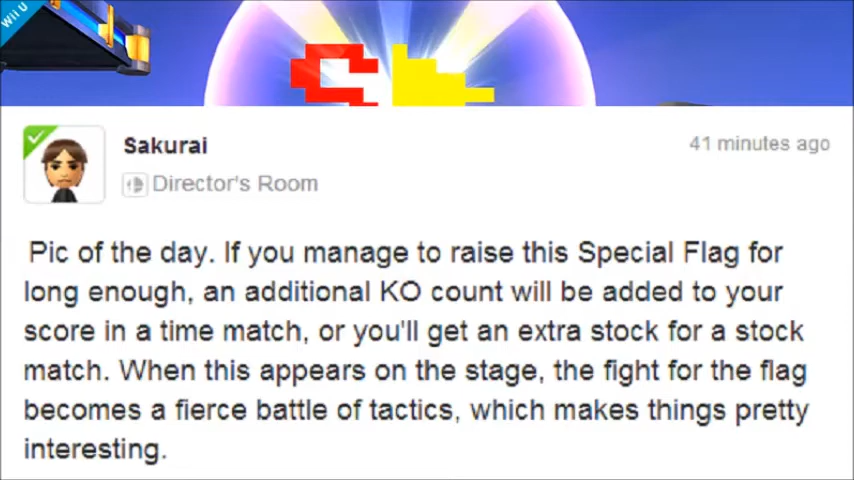 Wii U
S
Sakurai
41 minutes ago
Director's Room
Pic of the day. If you manage to raise this Special Flag for
long enough, an additional KO count will be added to your
score in a time match, or you'll get an extra stock for a stock
match. When this appears on the stage, the fight for the flag
becomes a fierce battle of tactics, which makes things pretty
interesting.